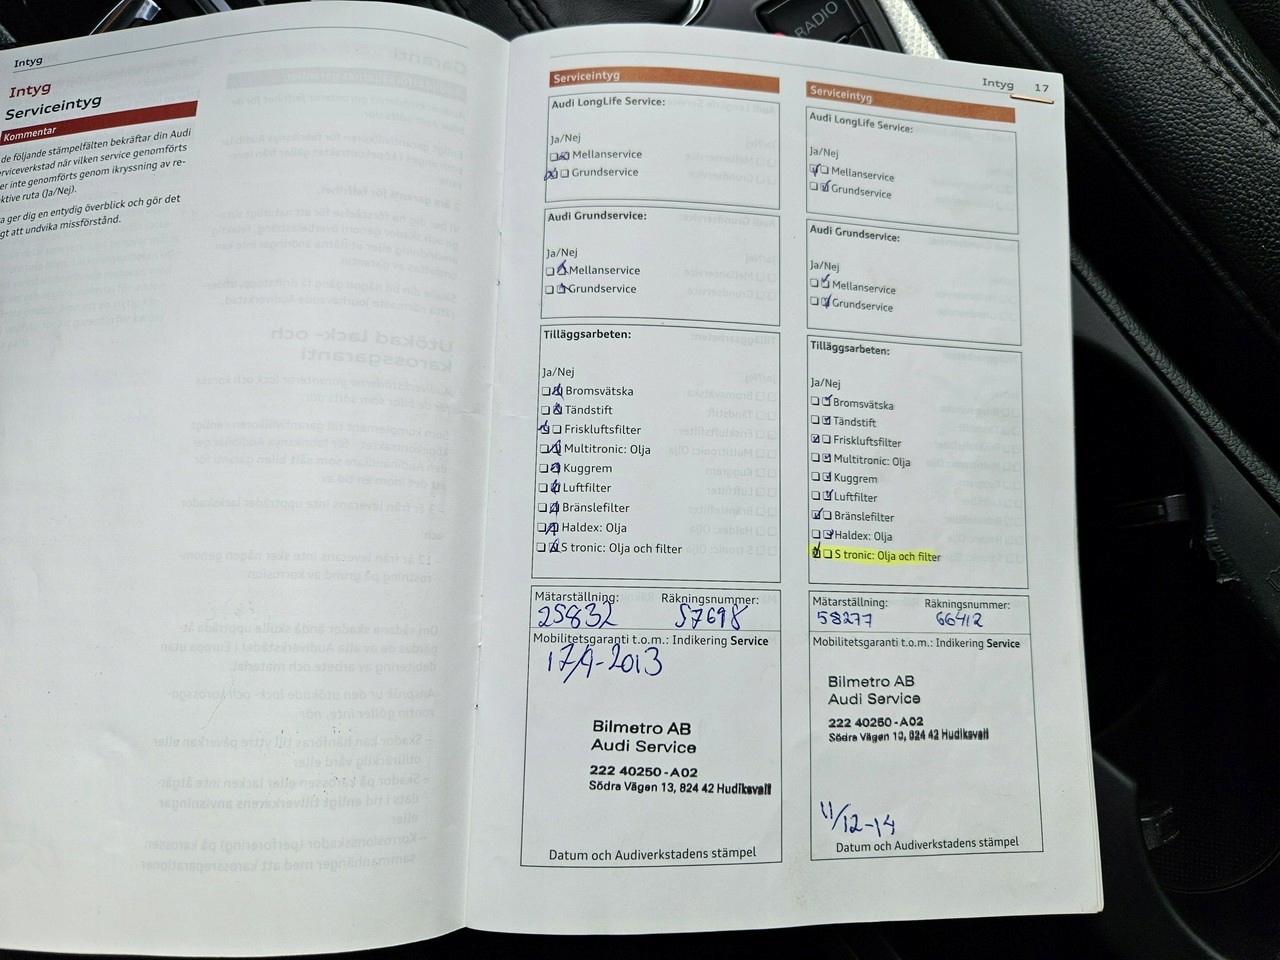 RADIO
Intyg
Intyg
Serviceintyg
Kommentar
de följande stämpelfälten bekräftar din Audi
rviceverkstad när vilken service genomförts
er inte genomförts genom ikryssning av re-
ektive ruta (Ja/Nej).
a ger dig en entydig överblick och gör det
gt att undvika missförstånd.
Serviceintyg
Audi LongLife Service:
Ja/Nej
Mellanservice
Grundservice
Audi Grundservice:
Ja/Nej
Mellanservice
Grundservice
Tilläggsarbeten:
Ja/Nej
Bromsvätska
Tändstift
Friskluftsfilter
Multitronic: Olja
Kuggrem
Luftfilter
Bränslefilter
Haldex: Olja
S tronic: Olja och filter
Mätarställning: Räkningsnummer:
25832 57698
Mobilitetsgaranti t.o.m.: Indikering Service
17/9-2013
Bilmetro AB
Audi Service
222 40250-A02
Södra Vägen 13, 824 42 Hudiksvall
Datum och Audiverkstadens stämpel
Intyg 17
Serviceintyg
Audi LongLife Service:
Ja/Nej
Mellanservice
Grundservice
Audi Grundservice:
Ja/Nej
Mellanservice
Grundservice
Tilläggsarbeten:
Ja/Nej
Bromsvätska
Tändstift
Friskluftsfilter
Multitronic: Olja
Kuggrem
Luftfilter
Bränslefilter
Haldex: Olja
S tronic: Olja och filter
Mätarställning: Räkningsnummer:
58277 66412
Mobilitetsgaranti t.o.m.: Indikering Service
Bilmetro AB
Audi Service
222 40250-A02
Södra Vägen 13, 824 42 Hudiksvall
11/12-14
Datum och Audiverkstadens stämpel